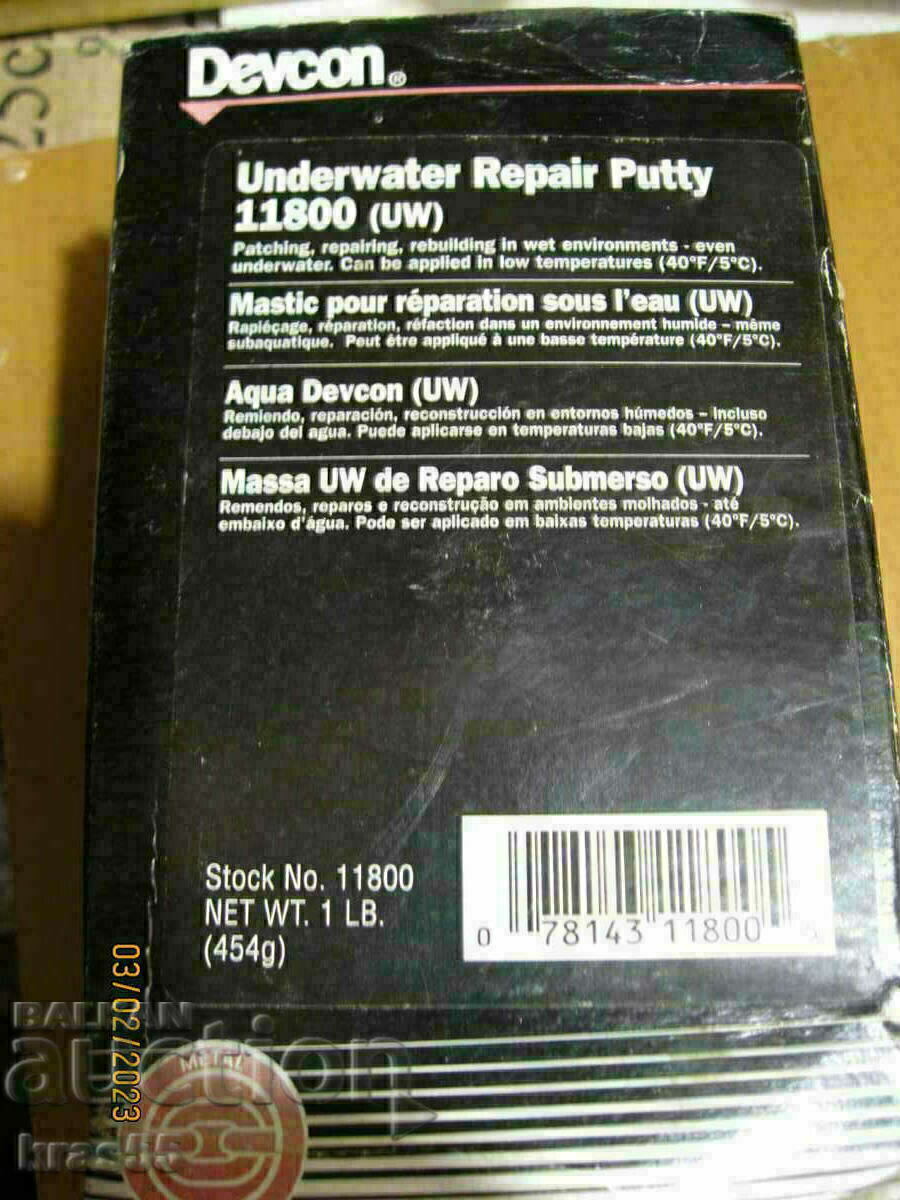 Devcon®
Underwater Repair Putty
11800 (UW)
Patching, repairing, rebuilding in wet environments - even
underwater. Can be applied in low temperatures (40°F/5°C).
Mastic pour réparation sous l'eau (UW)
Rapiéçage, réparation, réfaction dans un environnement humide – même
subaquatique. Peut être appliqué à une basse température (40°F/5°C).
Aqua Devcon (UW)
Remiendo, reparación, reconstrucción en entornos húmedos – incluso
debajo del agua. Puede aplicarse en temperaturas bajas (40°F/5°C).
Massa UW de Reparo Submerso (UW)
Remendos, reparos e reconstrução em ambientes molhados - até
embaixo d'água. Pode ser aplicado em baixas temperaturas (40°F/5°C).
Stock No. 11800
NET WT. 1 LB.
(454g)
0 78143 11800
03/02/2023
BALKAN
auction
METAL
kras55